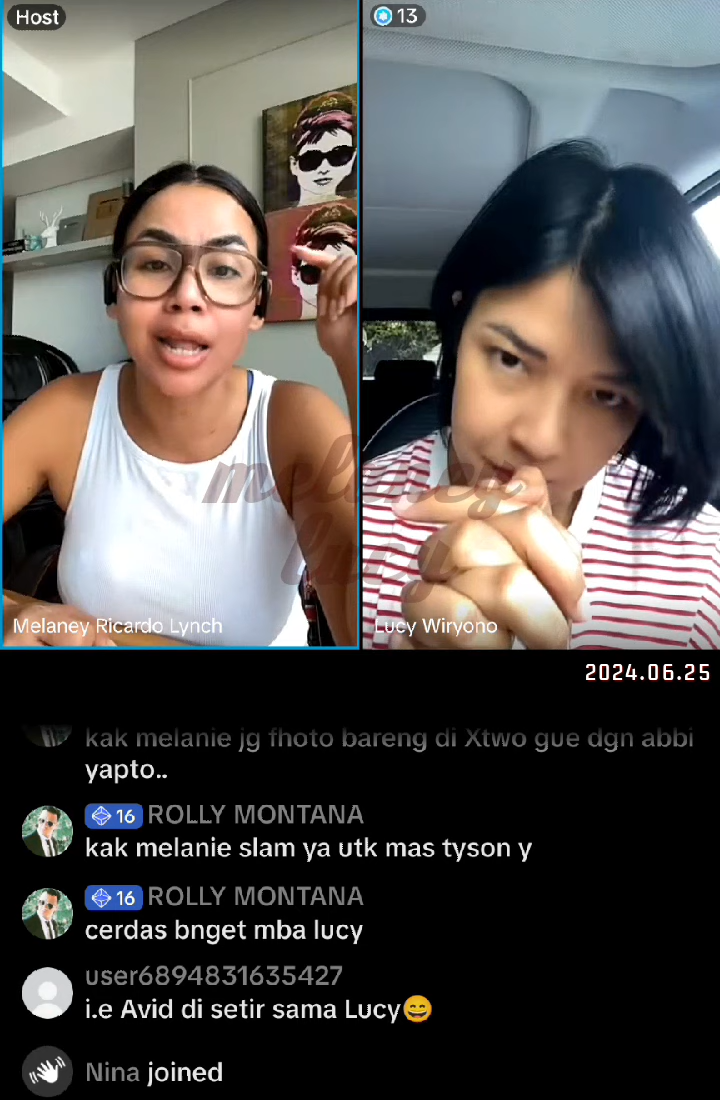 Host
13
melaney
lucy
Melaney Ricardo Lynch
Lucy Wiryono
2024.06.25
kak melanie jg fhoto bareng di Xtwo gue dgn abbi
yapto..
16 ROLLY MONTANA
kak melanie slam ya utk mas tyson y
16 ROLLY MONTANA
cerdas bnget mba lucy
user6894831635427
i.e Avid di setir sama Lucy😄
Nina joined